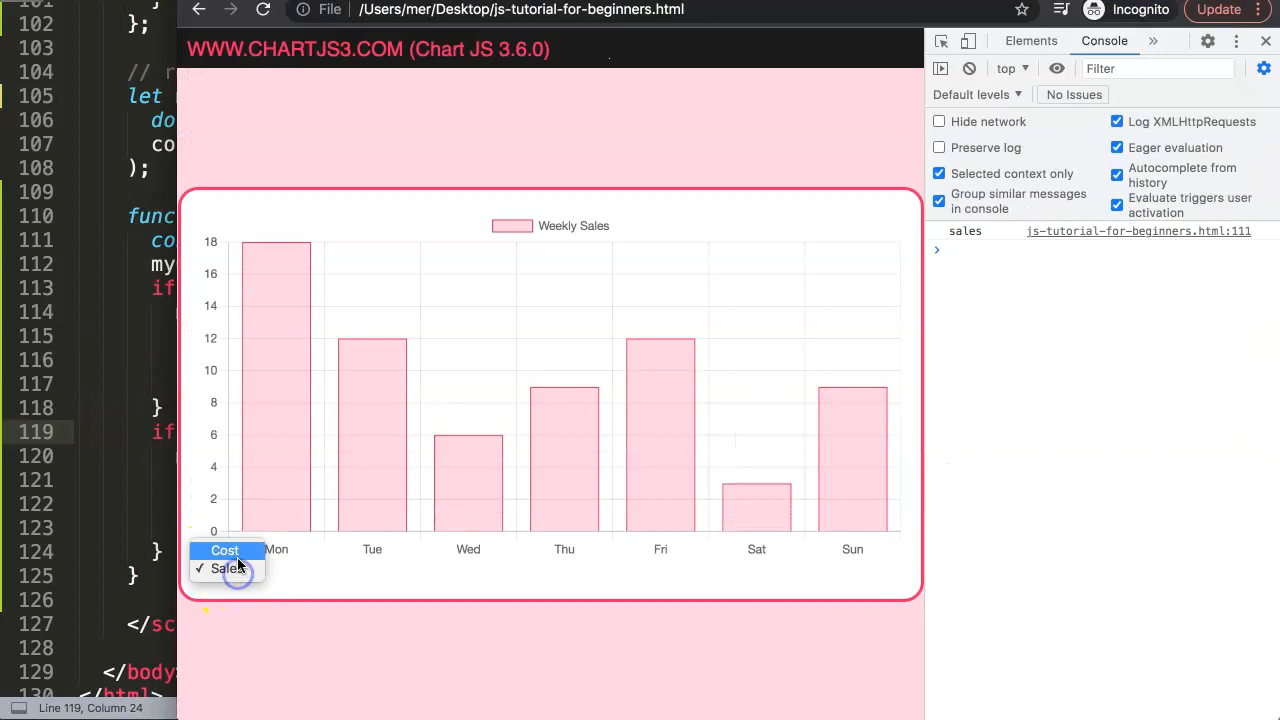 101
102 };
103
104 // r
105 let
106 do
107 co
108 );
109
110 func
111 co
112 my
113 if
114
115
116
117
118 }
119 if
120
121
122
123
124 }
125 }
126
127 </sc
128
129 </body>
130 </html>
Line 119, Column 24
File /Users/mer/Desktop/js-tutorial-for-beginners.html
Incognito
Update
WWW.CHARTJS3.COM (Chart JS 3.6.0)
Weekly Sales
18
16
14
12
10
8
6
4
2
0
Mon Tue Wed Thu Fri Sat Sun
Cost
✓ Sales
Elements Console »
top Filter
Default levels No Issues
Hide network
Log XMLHttpRequests
Preserve log
Eager evaluation
Selected context only
Autocomplete from
history
Group similar messages
in console
Evaluate triggers user
activation
sales js-tutorial-for-beginners.html:111